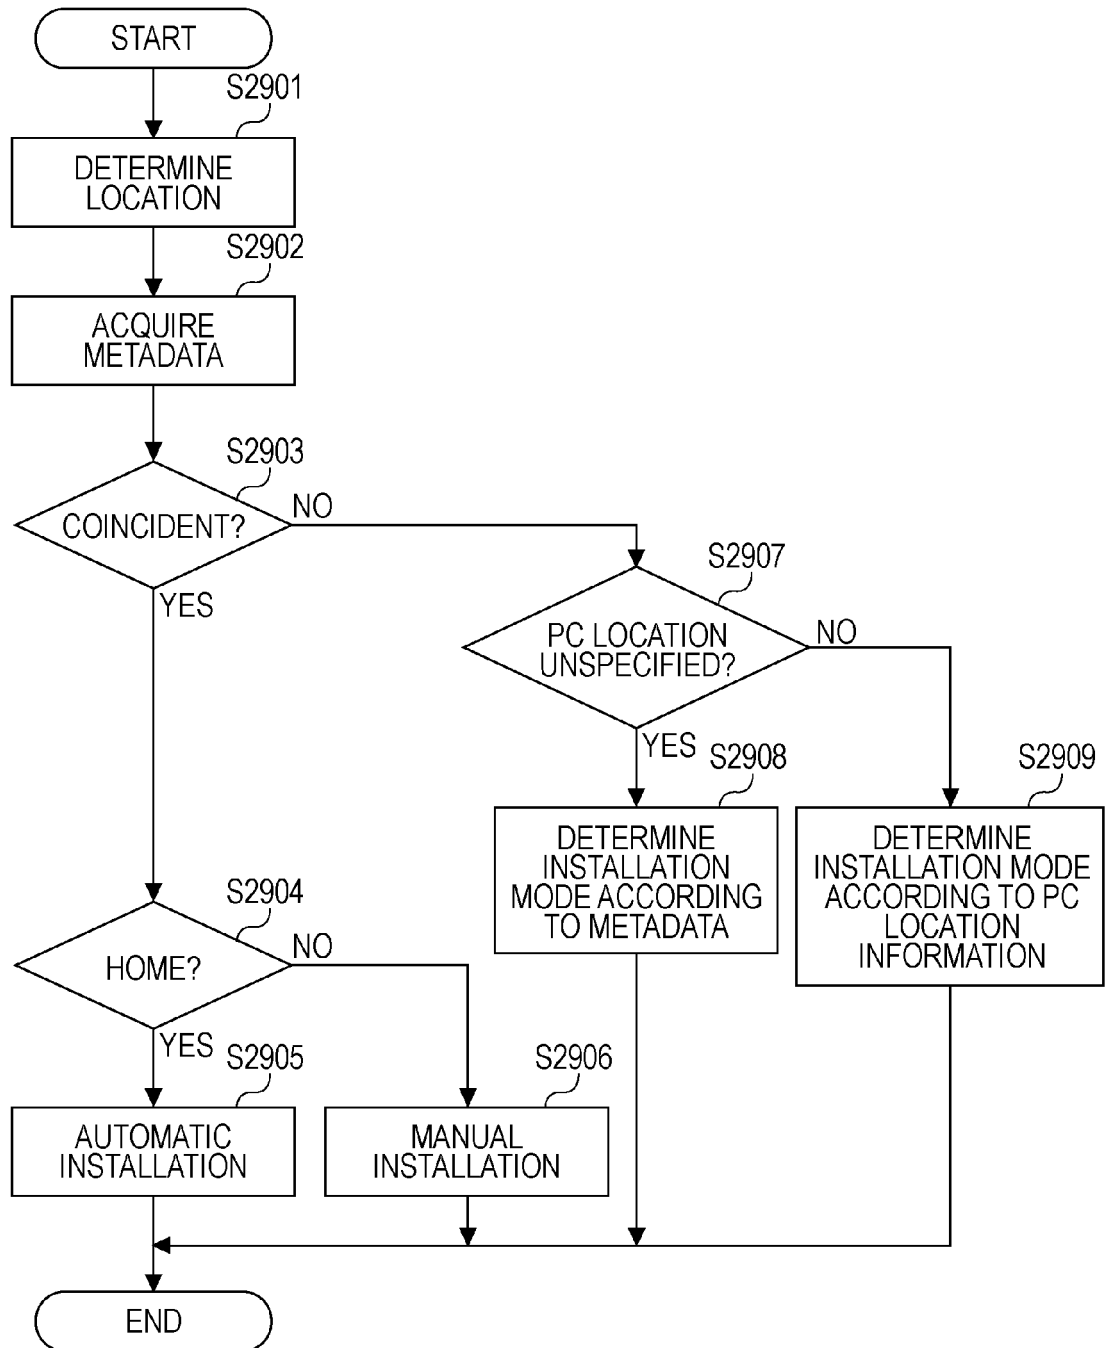 START
S2901
DETERMINE
LOCATION
S2902
ACQUIRE
METADATA
S2903
COINCIDENT?
NO
YES
S2907
PC LOCATION
UNSPECIFIED?
NO
YES
S2908
DETERMINE
INSTALLATION
MODE ACCORDING
TO METADATA
S2909
DETERMINE
INSTALLATION MODE
ACCORDING TO PC
LOCATION
INFORMATION
S2904
HOME?
NO
YES
S2905
AUTOMATIC
INSTALLATION
S2906
MANUAL
INSTALLATION
END